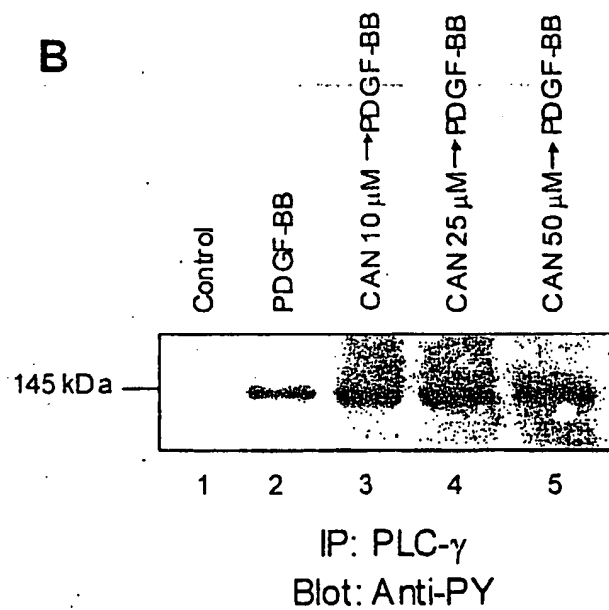 B
Control
PDGF-BB
CAN 10 μM → PDGF-BB
CAN 25 μM → PDGF-BB
CAN 50 μM → PDGF-BB
145 kDa
1 2 3 4 5
IP: PLC-γ
Blot: Anti-PY